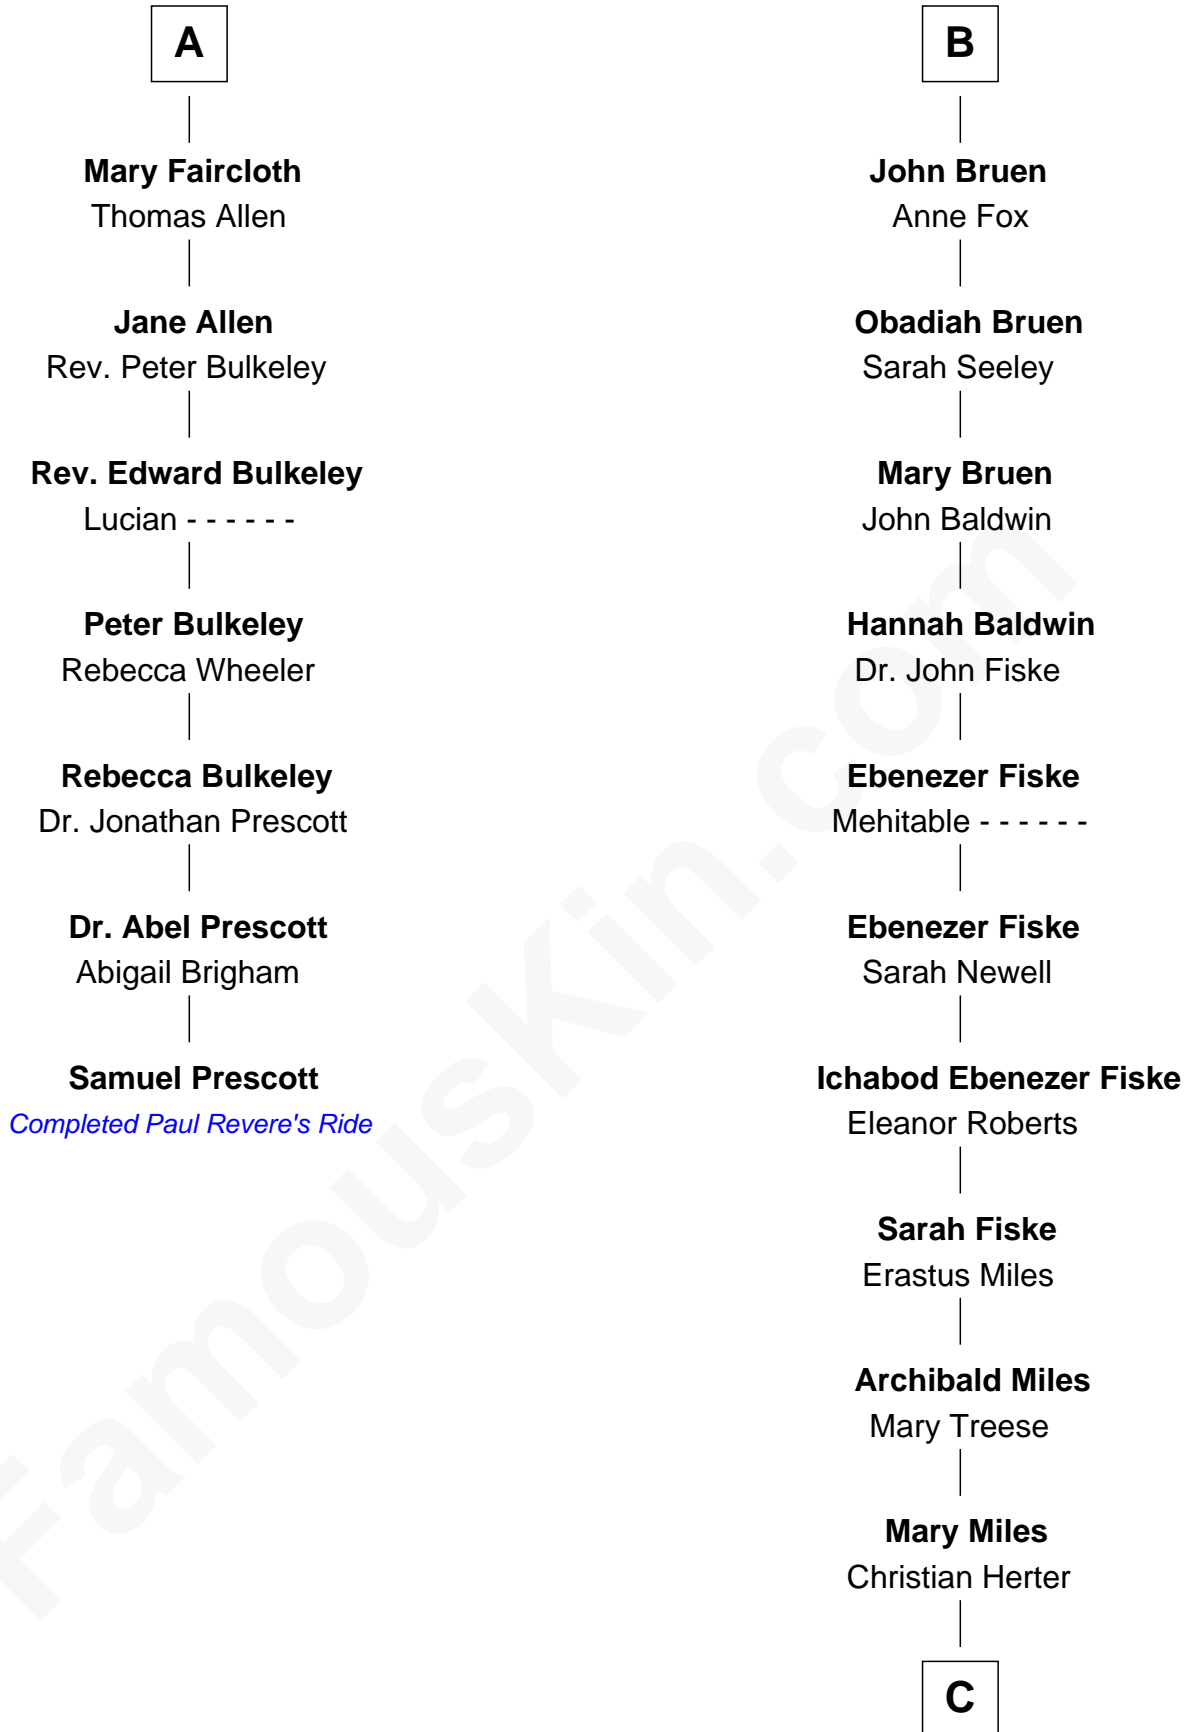 A
Mary Faircloth
Thomas Allen
Jane Allen
Rev. Peter Bulkeley
Rev. Edward Bulkeley
Lucian - - - - - -
Peter Bulkeley
Rebecca Wheeler
Rebecca Bulkeley
Dr. Jonathan Prescott
Dr. Abel Prescott
Abigail Brigham
Samuel Prescott
Completed Paul Revere's Ride
B
John Bruen
Anne Fox
Obadiah Bruen
Sarah Seeley
Mary Bruen
John Baldwin
Hannah Baldwin
Dr. John Fiske
Ebenezer Fiske
Mehitable - - - - - -
Ebenezer Fiske
Sarah Newell
Ichabod Ebenezer Fiske
Eleanor Roberts
Sarah Fiske
Erastus Miles
Archibald Miles
Mary Treese
Mary Miles
Christian Herter
C
FamousKin.com